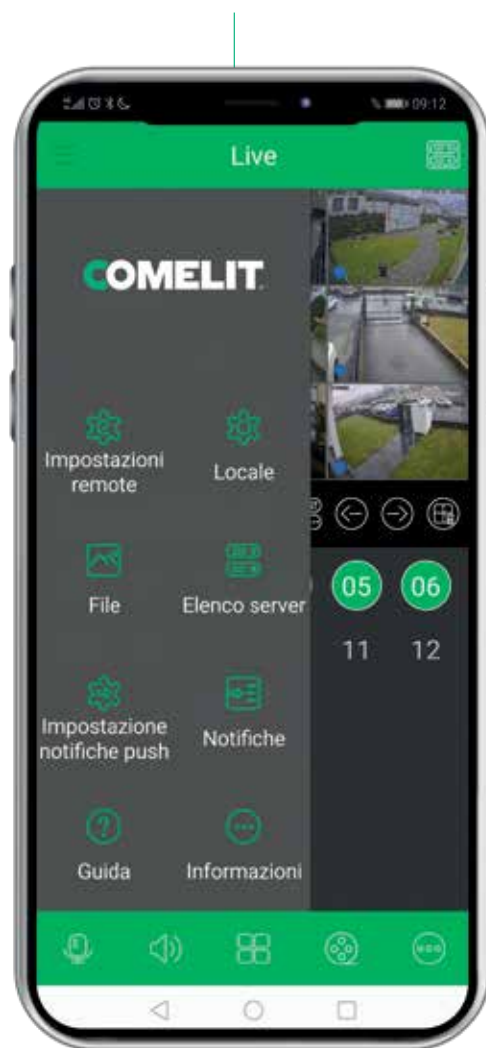 09:12
Live
COMELIT
Impostazioni
remote
Locale
File
Elenco server
05
06
11
12
Impostazione
notifiche push
Notifiche
Guida
Informazioni